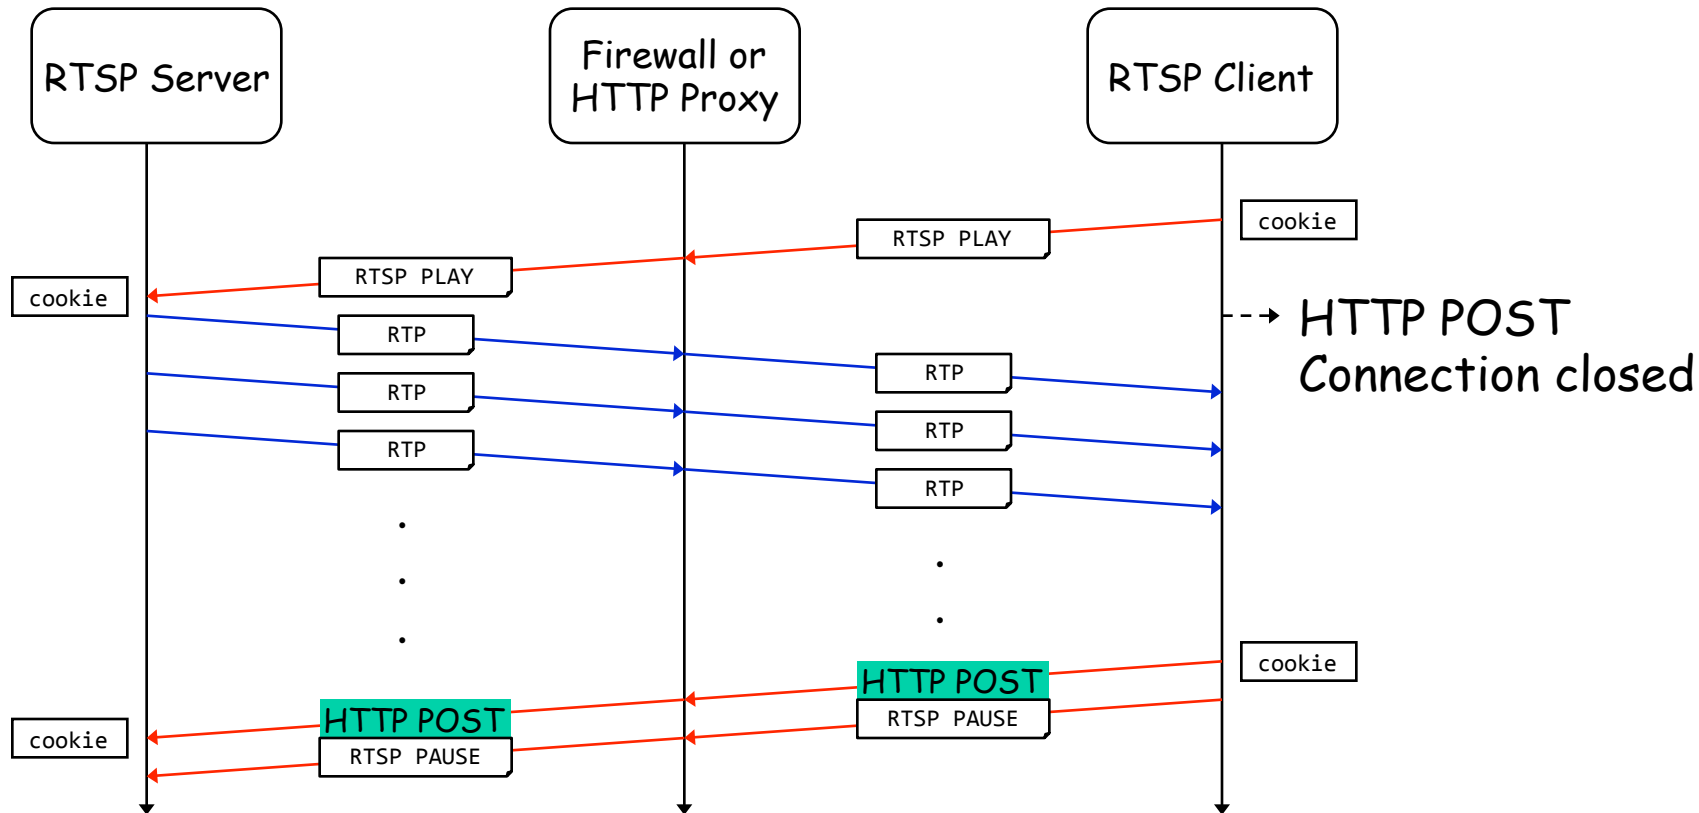 RTSP Server
Firewall or
HTTP Proxy
RTSP Client
cookie
RTSP PLAY
RTSP PLAY
cookie
HTTP POST
Connection closed
RTP
RTP
RTP
RTP
RTP
RTP
cookie
HTTP POST
RTSP PAUSE
HTTP POST
RTSP PAUSE
cookie